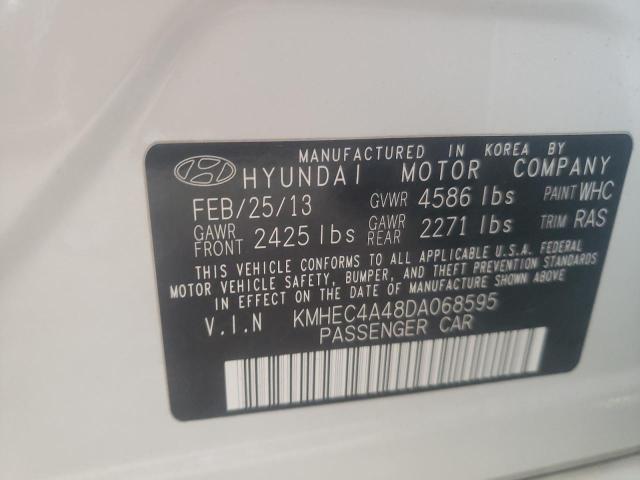 MANUFACTURED IN KOREA BY
HYUNDAI MOTOR COMPANY
FEB/25/13 GVWR 4586 lbs PAINT WHC
GAWR FRONT 2425 lbs GAWR REAR 2271 lbs TRIM RAS
THIS VEHICLE CONFORMS TO ALL APPLICABLE U.S.A. FEDERAL
MOTOR VEHICLE SAFETY, BUMPER, AND THEFT PREVENTION STANDARDS
IN EFFECT ON THE DATE OF MANUFACTURE SHOWN ABOVE
V.I.N KMHEC4A48DA068595
PASSENGER CAR